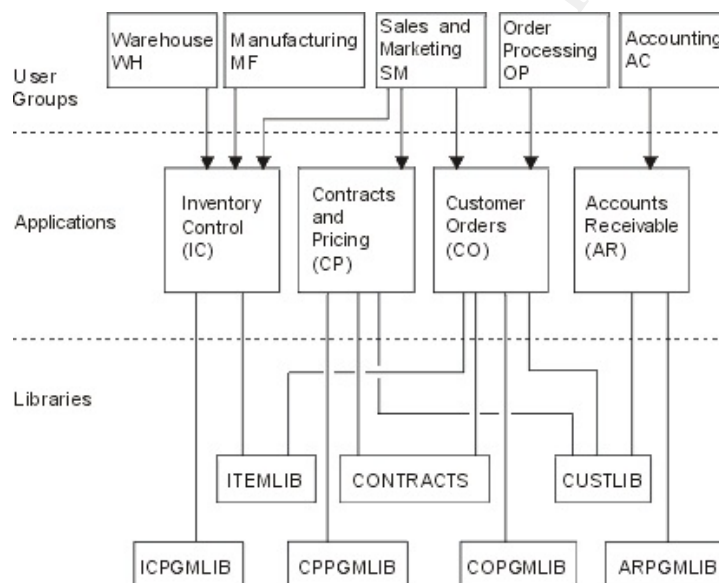 Warehouse
WH
Manufacturing
MF
Sales and
Marketing
SM
Order
Processing
OP
Accounting
AC
User
Groups
Applications
Inventory
Control
(IC)
Contracts
and
Pricing
(CP)
Customer
Orders
(CO)
Accounts
Receivable
(AR)
Libraries
ITEMLIB
CONTRACTS
CUSTLIB
ICPGMLIB
CPPGMLIB
COPGMLIB
ARPGMLIB